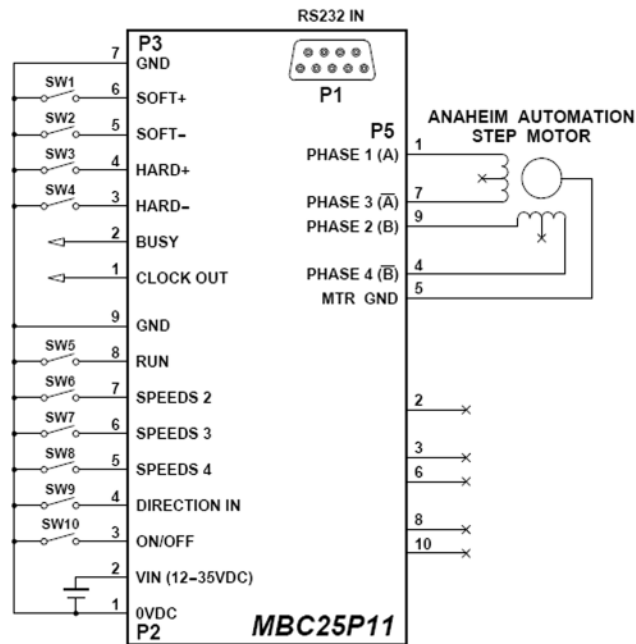 RS232 IN
P3
7
GND
P1
SW1
6
SOFT+
SW2
5
SOFT−
SW3
4
HARD+
SW4
3
HARD−
2
BUSY
1
CLOCK OUT
9
GND
SW5
8
RUN
SW6
7
SPEEDS 2
SW7
6
SPEEDS 3
SW8
5
SPEEDS 4
SW9
4
DIRECTION IN
SW10
3
ON/OFF
2
VIN (12−35VDC)
1
0VDC
P2
MBC25P11
P5
ANAHEIM AUTOMATION
STEP MOTOR
PHASE 1 (A)
1
PHASE 3 (A̅)
7
PHASE 2 (B)
9
PHASE 4 (B̅)
4
MTR GND
5
2
3
6
8
10